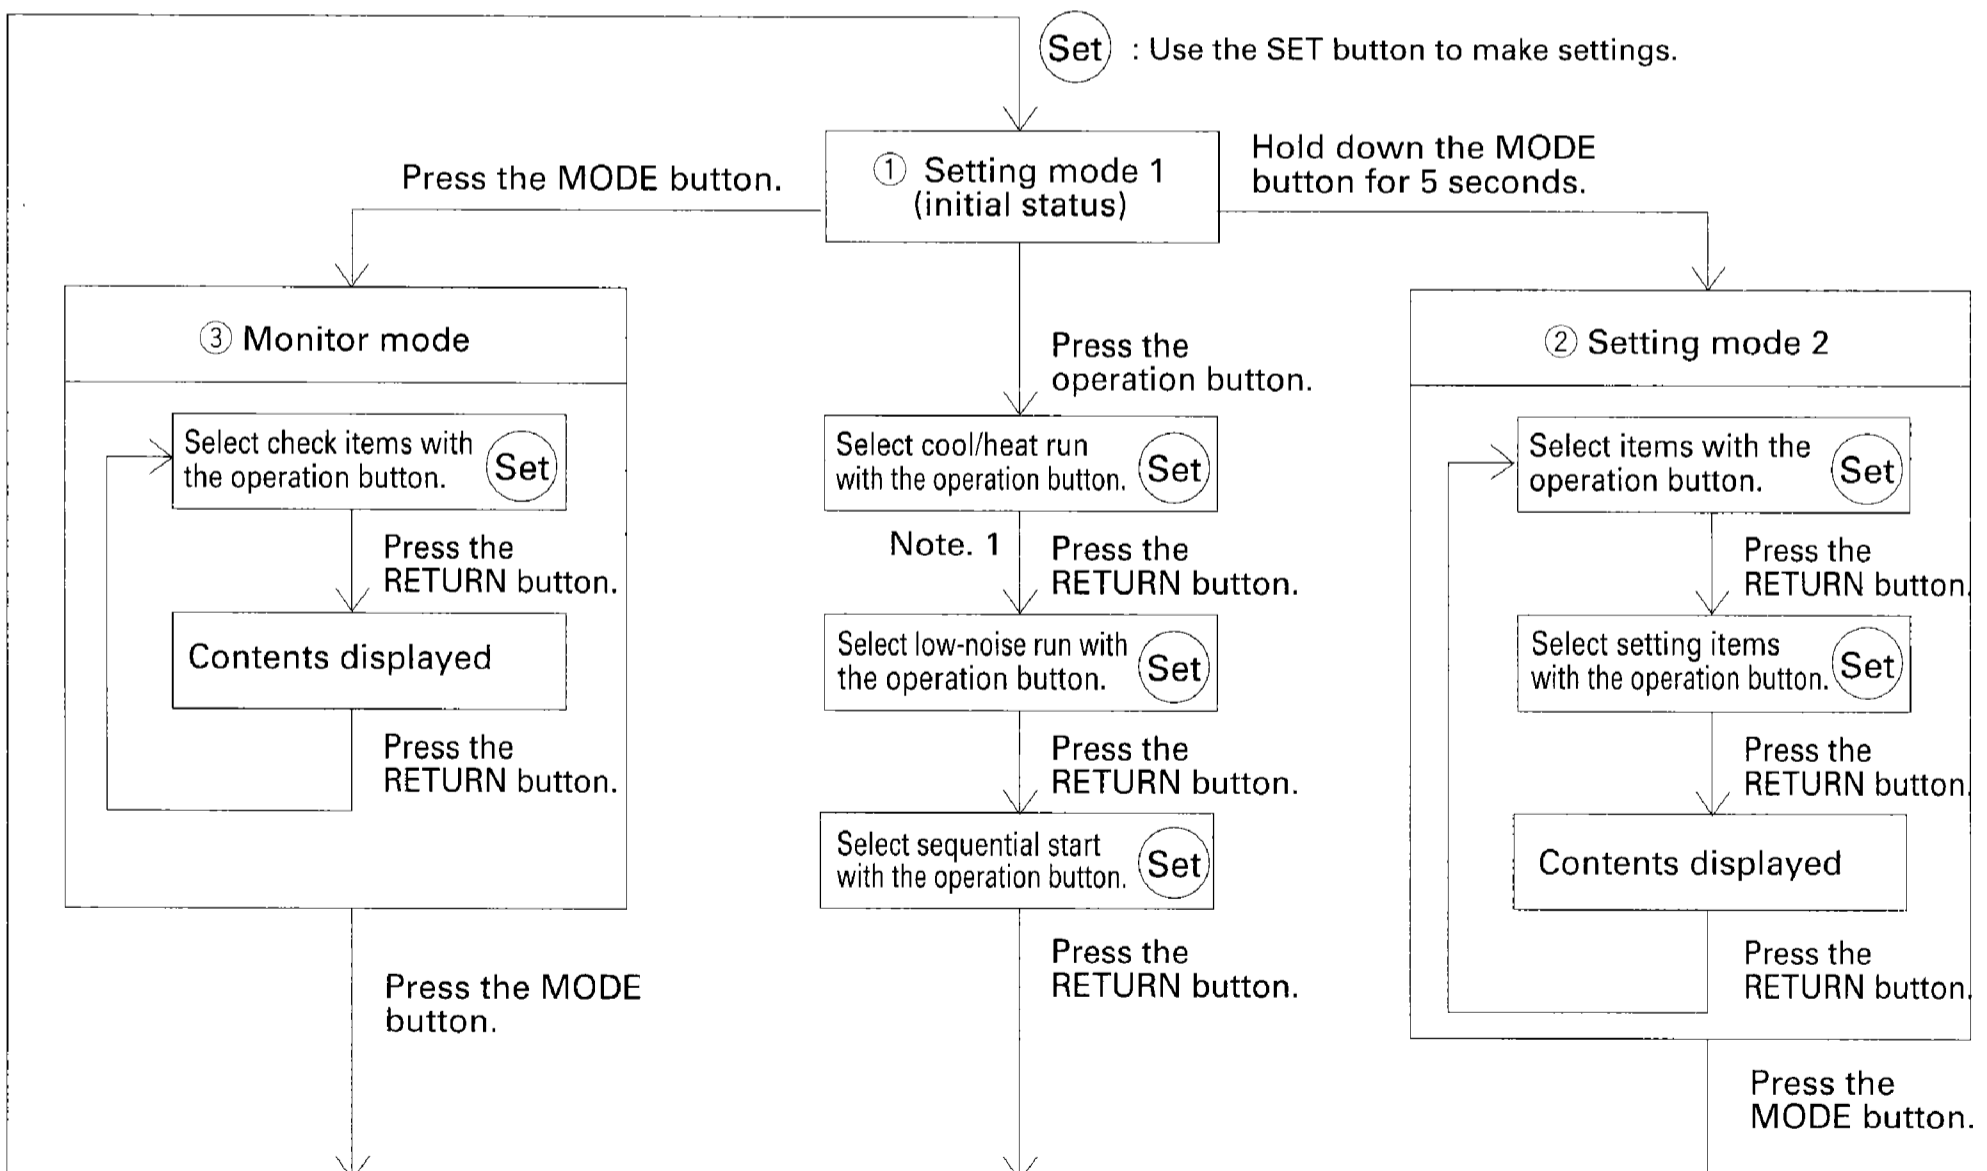 Set : Use the SET button to make settings.
Press the MODE button.
① Setting mode 1
(initial status)
Hold down the MODE
button for 5 seconds.
③ Monitor mode
Select check items with
the operation button.
Set
Press the
RETURN button.
Contents displayed
Press the
RETURN button.
Press the MODE
button.
Press the
operation button.
Select cool/heat run
with the operation button.
Set
Note. 1
Press the
RETURN button.
Select low-noise run with
the operation button.
Set
Press the
RETURN button.
Select sequential start
with the operation button.
Set
Press the
RETURN button.
② Setting mode 2
Select items with the
operation button.
Set
Press the
RETURN button.
Select setting items
with the operation button.
Set
Press the
RETURN button.
Contents displayed
Press the
RETURN button.
Press the
MODE button.